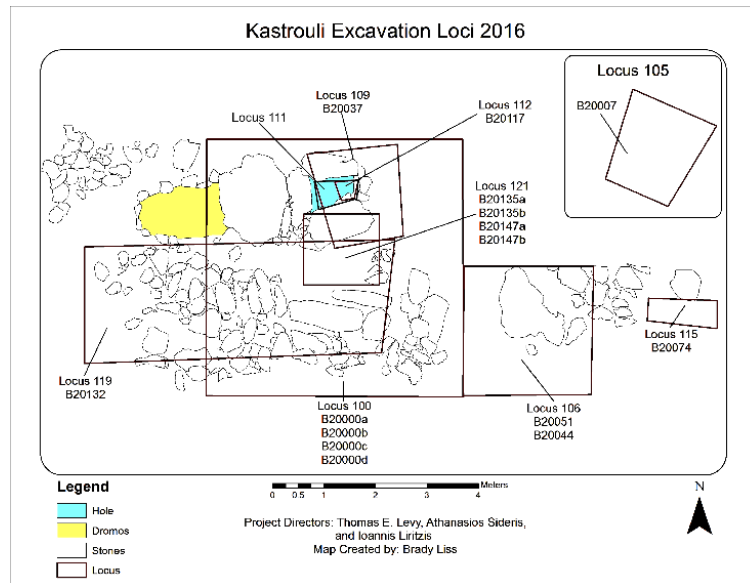 Kastrouli Excavation Loci 2016
Locus 105
B20007
Locus 109
B20037
Locus 111
Locus 112
B20117
Locus 121
B20135a
B20135b
B20147a
B20147b
Locus 119
B20132
Locus 100
B20000a
B20000b
B20000c
B20000d
Locus 106
B20051
B20044
Locus 115
B20074
Legend
Hole
Dromos
Stones
Locus
Meters
0 0.5 1 2 3 4
N
Project Directors: Thomas E. Levy, Athanasios Sideris,
and Ioannis Liritzis
Map Created by: Brady Liss